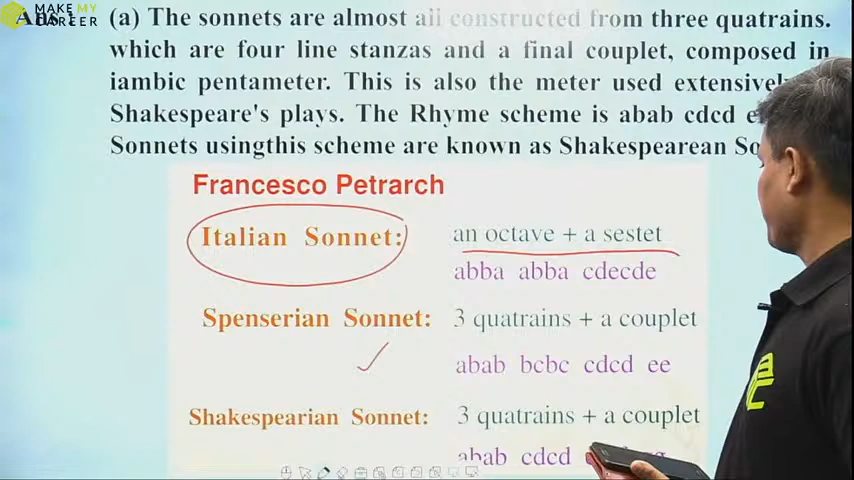 MAKE MY
CAREER
Ans: (a) The sonnets are almost all constructed from three quatrains.
which are four line stanzas and a final couplet, composed in
iambic pentameter. This is also the meter used extensively
Shakespeare's plays. The Rhyme scheme is abab cdcd
Sonnets usingthis scheme are known as Shakespearean
Francesco Petrarch
Italian Sonnet: an octave + a sestet
abba abba cdecde
Spenserian Sonnet: 3 quatrains + a couplet
abab bcbc cdcd ee
Shakespearian Sonnet: 3 quatrains + a couplet
abab cdcd